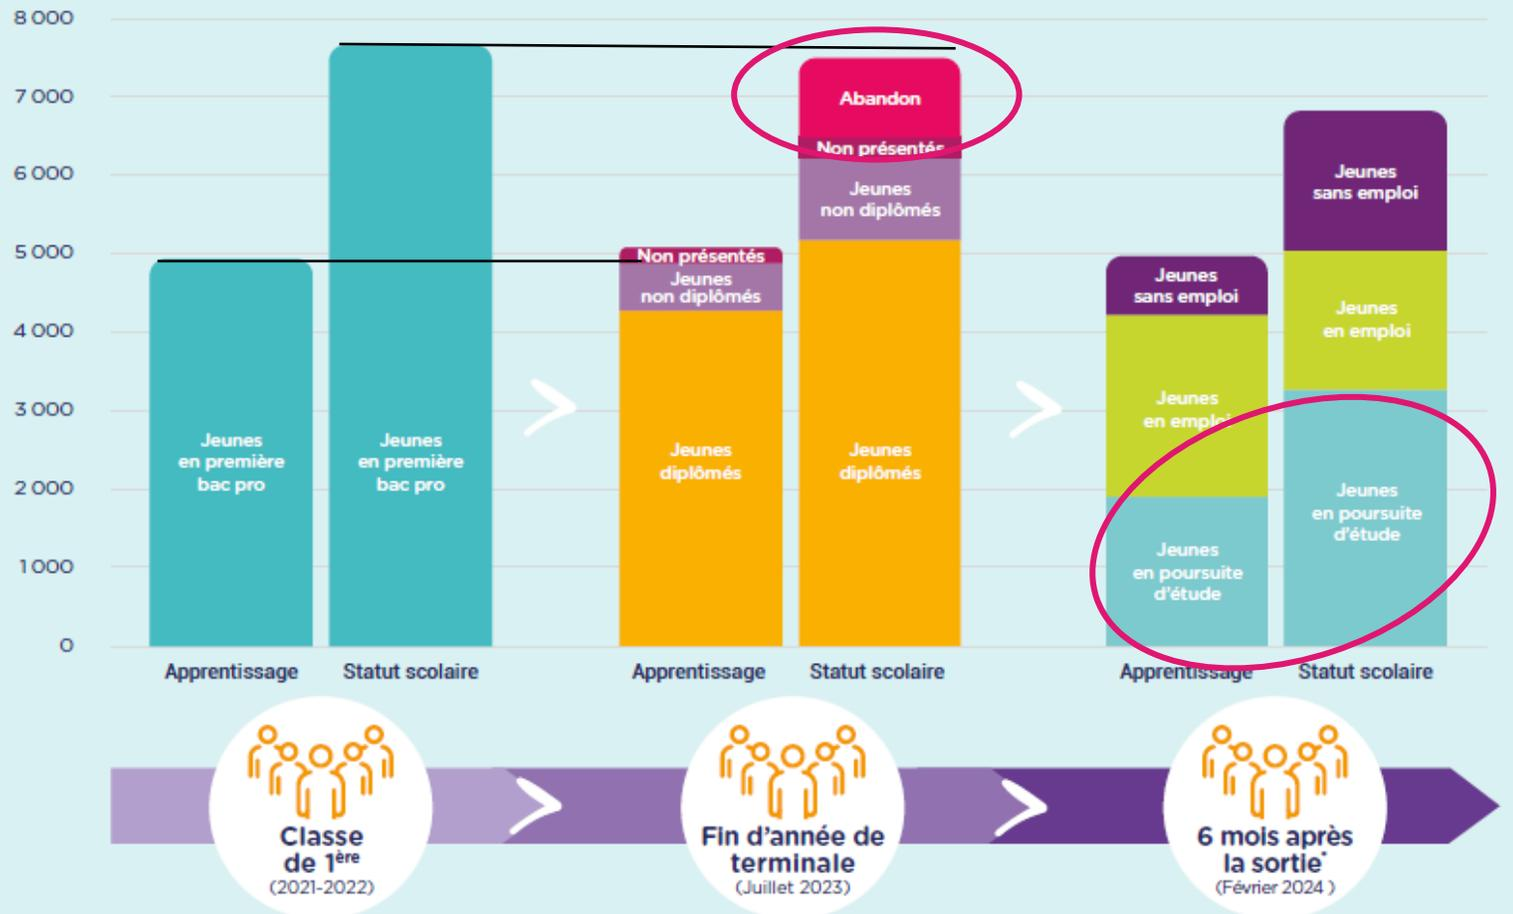 8 000
7 000
6 000
5 000
4 000
3 000
2 000
1 000
0
Jeunes
en première
bac pro
Jeunes
en première
bac pro
Non présentés
Jeunes
non diplômés
Jeunes
diplômés
Abandon
Non présentés
Jeunes
non diplômés
Jeunes
diplômés
Jeunes
sans emploi
Jeunes
en emploi
Jeunes
en poursuite
d'étude
Jeunes
sans emploi
Jeunes
en emploi
Jeunes
en poursuite
d'étude
Apprentissage
Statut scolaire
Apprentissage
Statut scolaire
Apprentissage
Statut scolaire
Classe
de 1ère
(2021-2022)
Fin d'année de
terminale
(Juillet 2023)
6 mois après
la sortie*
(Février 2024 )